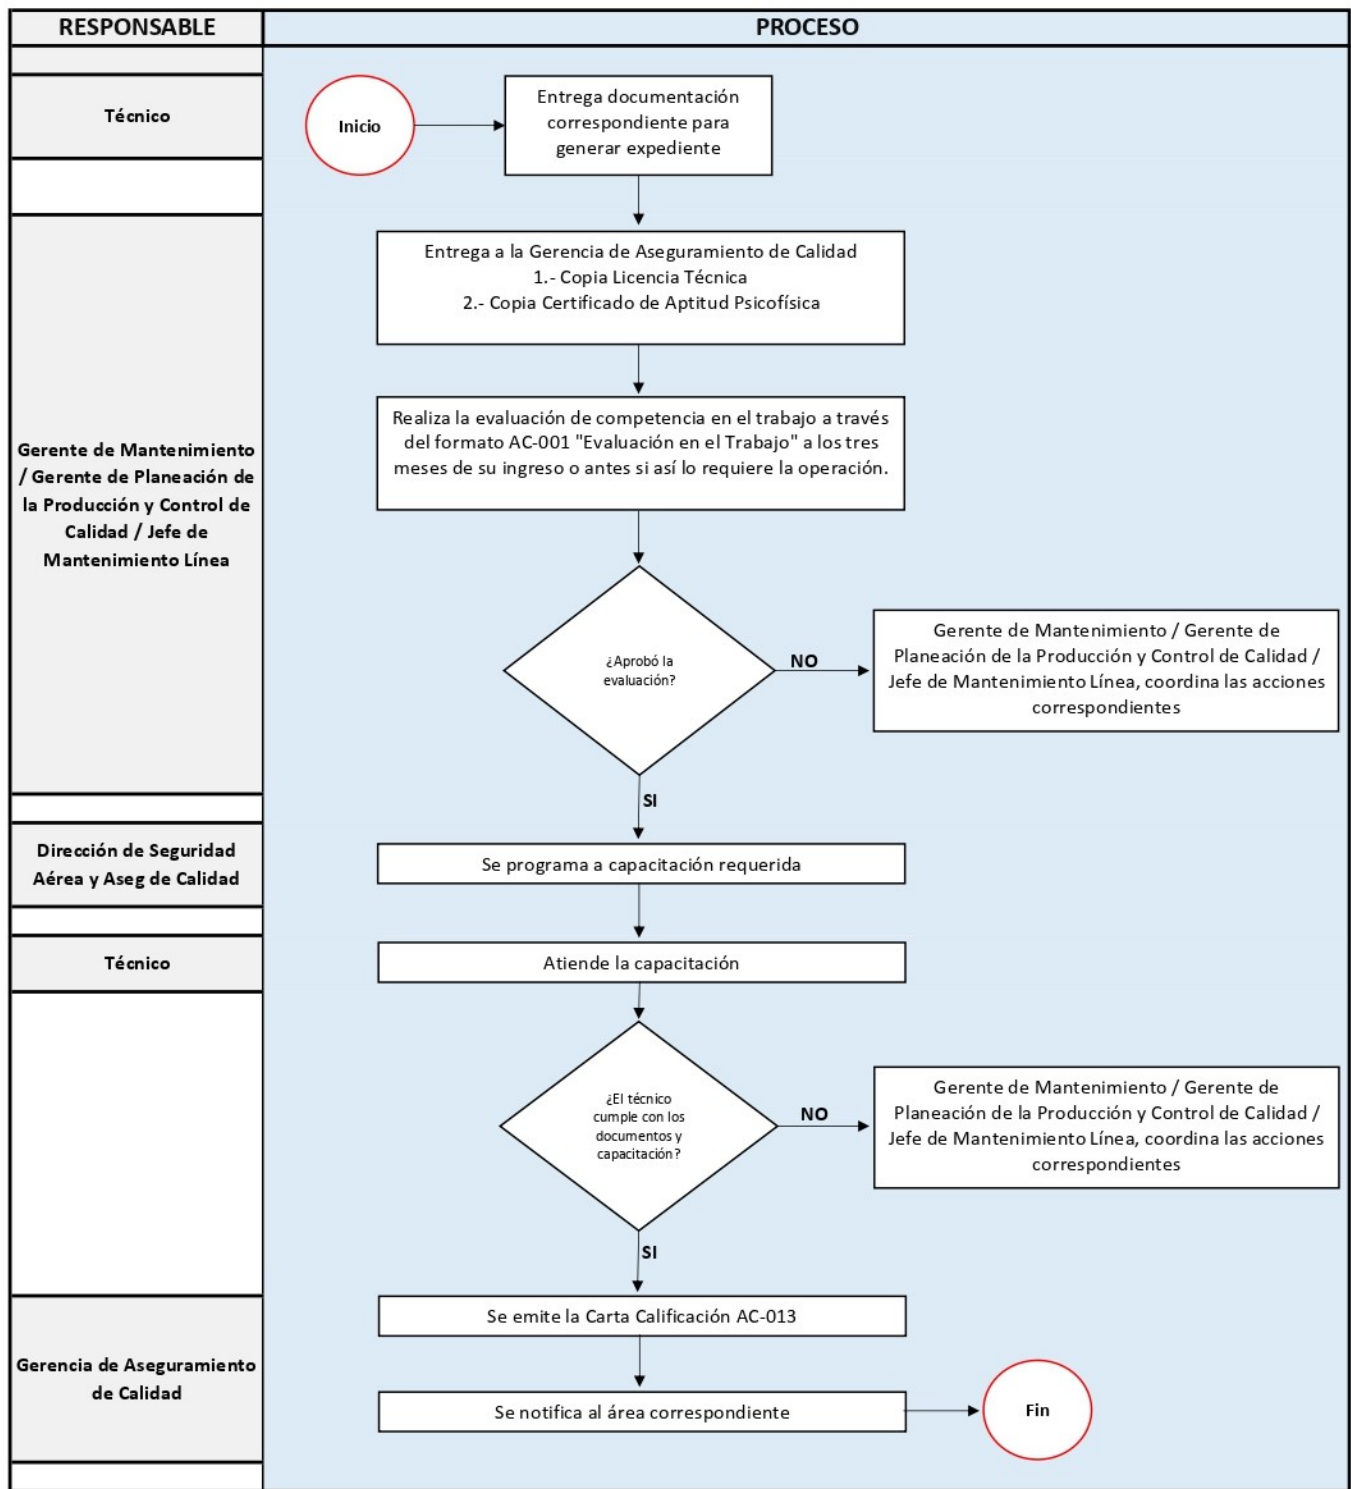 RESPONSABLE
PROCESO
Técnico
Inicio
Entrega documentación
correspondiente para
generar expediente
Entrega a la Gerencia de Aseguramiento de Calidad
1.- Copia Licencia Técnica
2.- Copia Certificado de Aptitud Psicofísica
Gerente de Mantenimiento
/ Gerente de Planeación de
la Producción y Control de
Calidad / Jefe de
Mantenimiento Línea
Realiza la evaluación de competencia en el trabajo a través
del formato AC-001 "Evaluación en el Trabajo" a los tres
meses de su ingreso o antes si así lo requiere la operación.
¿Aprobó la
evaluación?
NO
Gerente de Mantenimiento / Gerente de
Planeación de la Producción y Control de Calidad /
Jefe de Mantenimiento Línea, coordina las acciones
correspondientes
SI
Dirección de Seguridad
Aérea y Aseg de Calidad
Se programa a capacitación requerida
Técnico
Atiende la capacitación
¿El técnico
cumple con los
documentos y
capacitación?
NO
Gerente de Mantenimiento / Gerente de
Planeación de la Producción y Control de Calidad /
Jefe de Mantenimiento Línea, coordina las acciones
correspondientes
SI
Gerencia de Aseguramiento
de Calidad
Se emite la Carta Calificación AC-013
Se notifica al área correspondiente
Fin